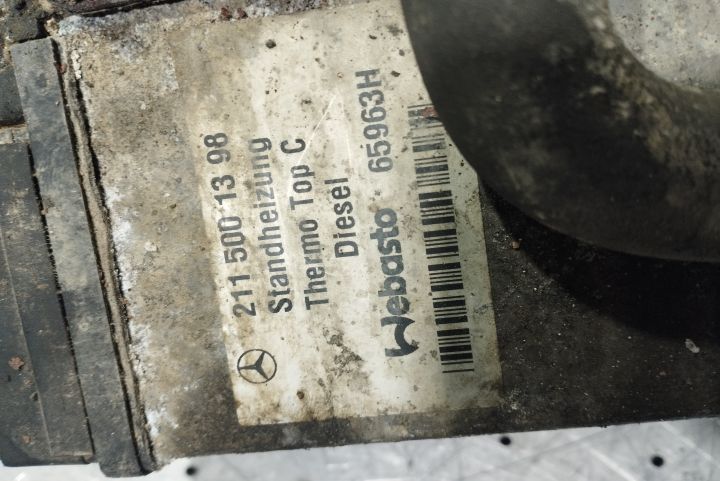 211 500 13 98
Standheizung
Thermo Top C
Diesel
Webasto 65963H